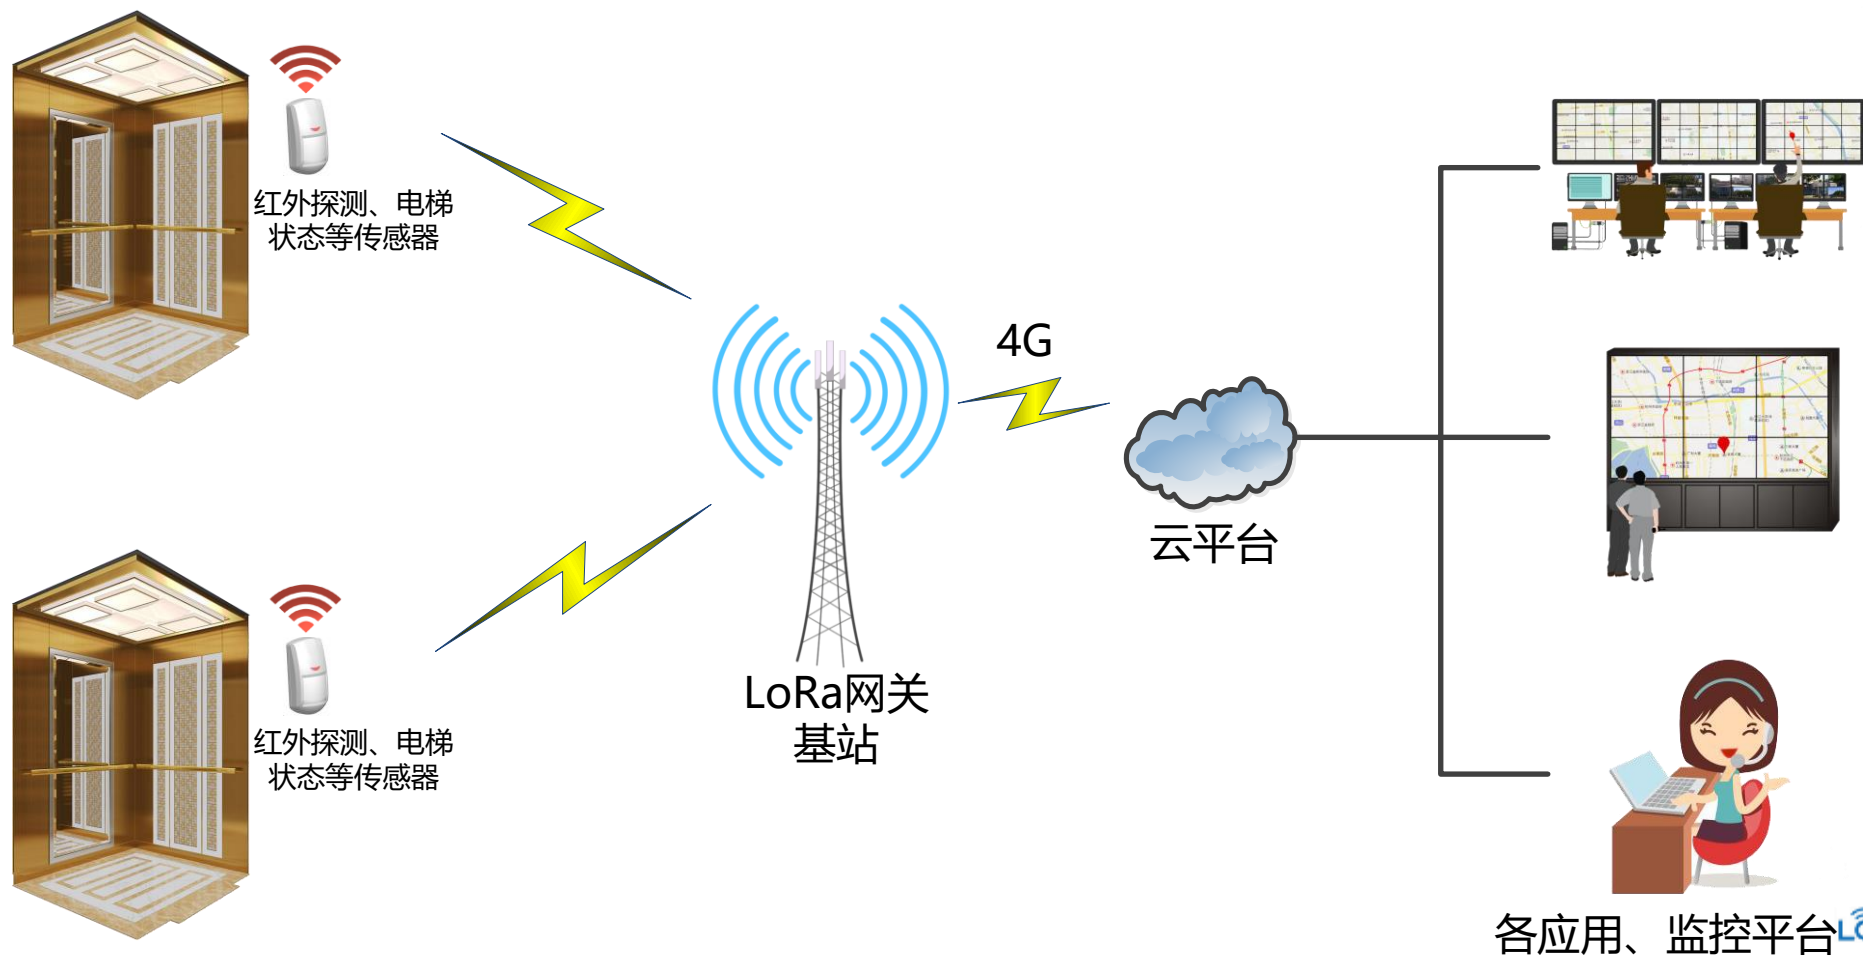 红外探测、电梯
状态等传感器
4G
云平台
LoRa网关
基站
红外探测、电梯
状态等传感器
各应用、监控平台